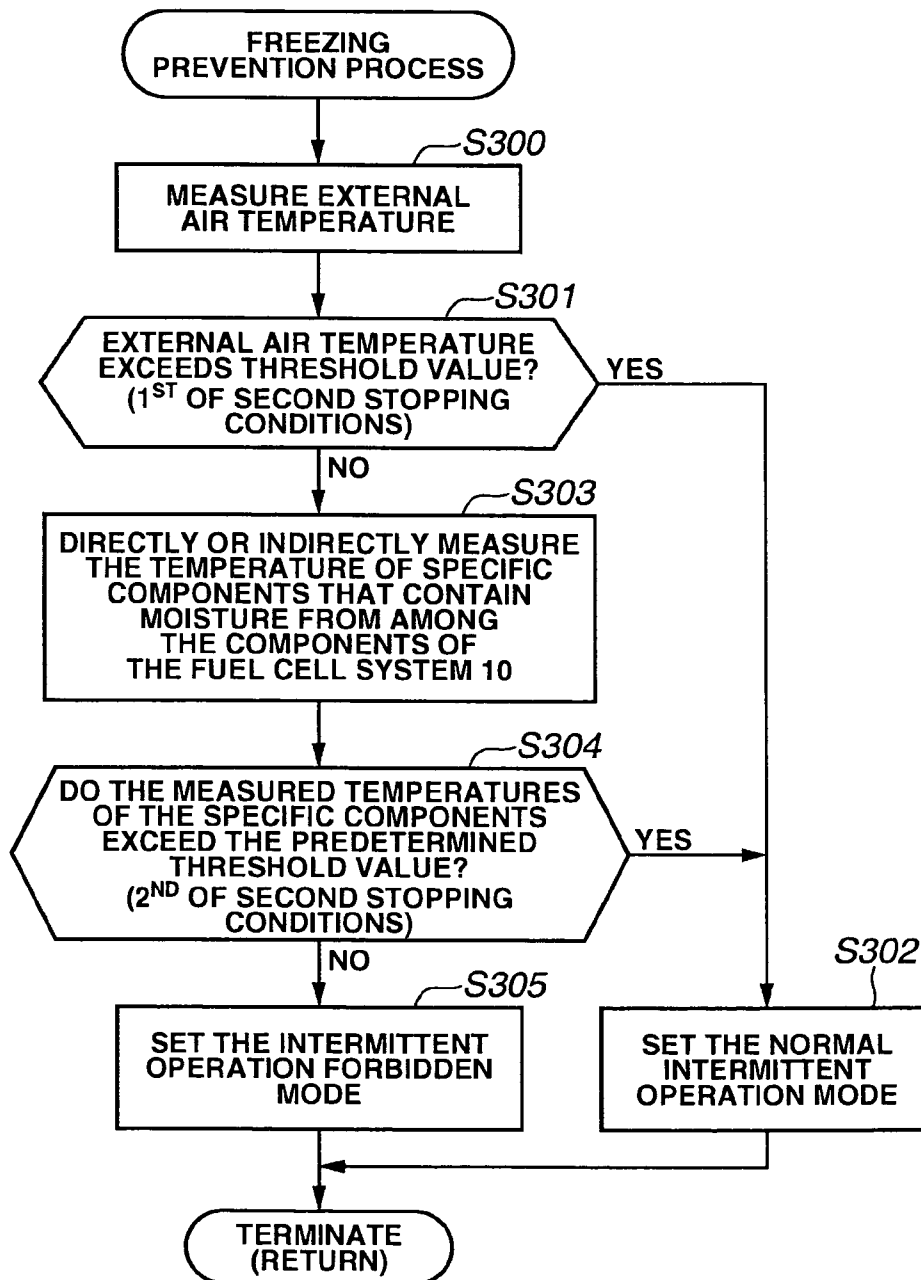 FREEZING
PREVENTION PROCESS
S300
MEASURE EXTERNAL
AIR TEMPERATURE
S301
EXTERNAL AIR TEMPERATURE
EXCEEDS THRESHOLD VALUE?
(1ST OF SECOND STOPPING
CONDITIONS)
YES
NO
S303
DIRECTLY OR INDIRECTLY MEASURE
THE TEMPERATURE OF SPECIFIC
COMPONENTS THAT CONTAIN
MOISTURE FROM AMONG
THE COMPONENTS OF
THE FUEL CELL SYSTEM 10
S304
DO THE MEASURED TEMPERATURES
OF THE SPECIFIC COMPONENTS
EXCEED THE PREDETERMINED
THRESHOLD VALUE?
(2ND OF SECOND STOPPING
CONDITIONS)
YES
NO
S305
SET THE INTERMITTENT
OPERATION FORBIDDEN
MODE
S302
SET THE NORMAL
INTERMITTENT
OPERATION MODE
TERMINATE
(RETURN)